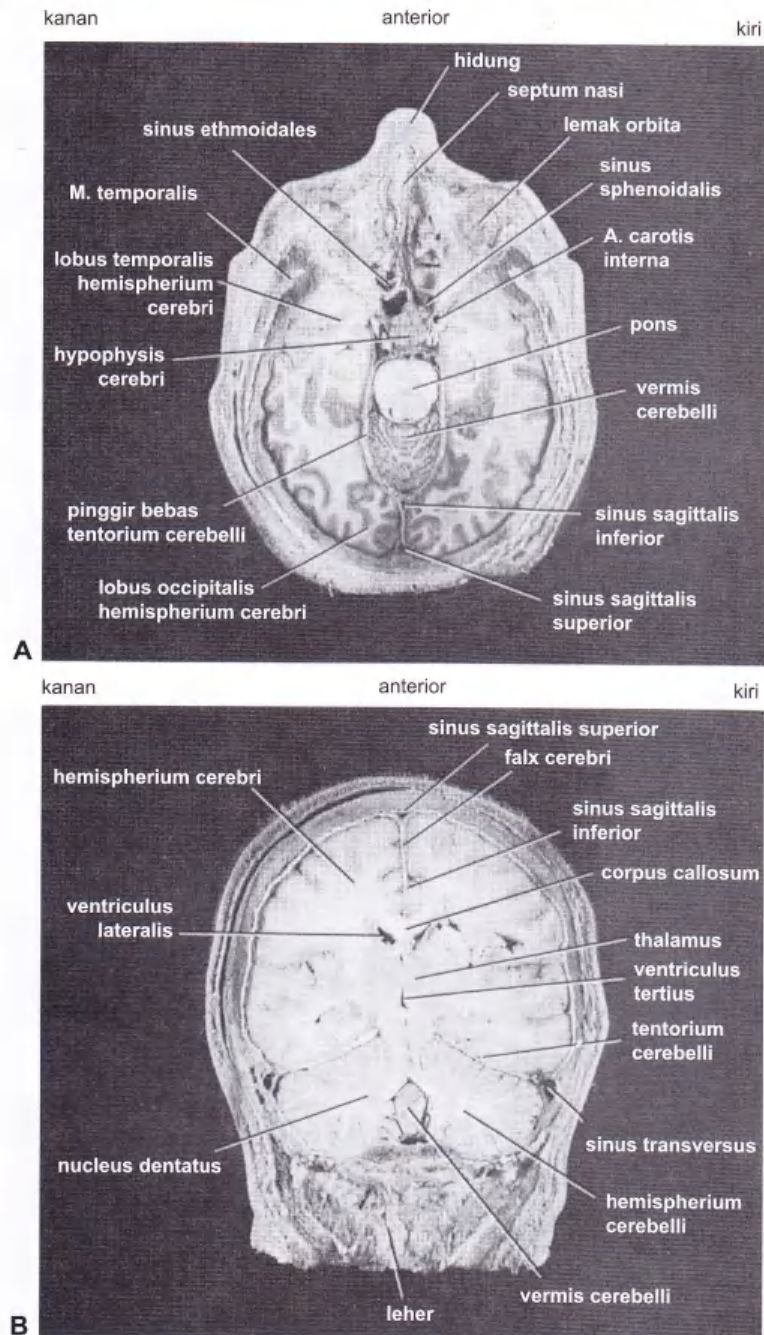 kanan
anterior
kiri
hidung
septum nasi
sinus ethmoidales
lemak orbita
M. temporalis
sinus
sphenoidalis
lobus temporalis
hemispherium
cerebri
A. carotis
interna
hypophysis
cerebri
pons
vermis
cerebelli
pinggir bebas
tentorium cerebelli
sinus sagittalis
inferior
lobus occipitalis
hemispherium cerebri
sinus sagittalis
superior
A
kanan
anterior
kiri
sinus sagittalis superior
hemispherium cerebri
falx cerebri
sinus sagittalis
inferior
corpus callosum
ventriculus
lateralis
thalamus
ventriculus
tertius
tentorium
cerebelli
nucleus dentatus
sinus transversus
hemispherium
cerebelli
vermis cerebelli
leher
B